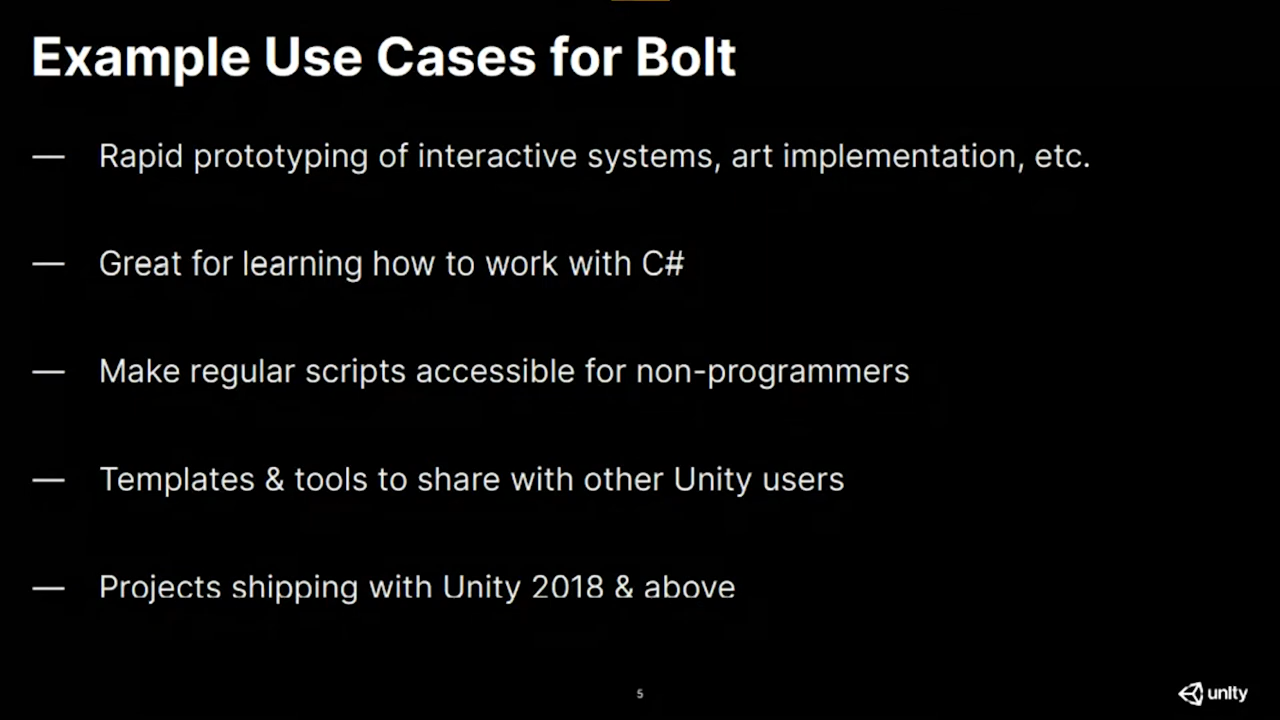 Example Use Cases for Bolt
— Rapid prototyping of interactive systems, art implementation, etc.
— Great for learning how to work with C#
— Make regular scripts accessible for non-programmers
— Templates & tools to share with other Unity users
— Projects shipping with Unity 2018 & above
5
unity